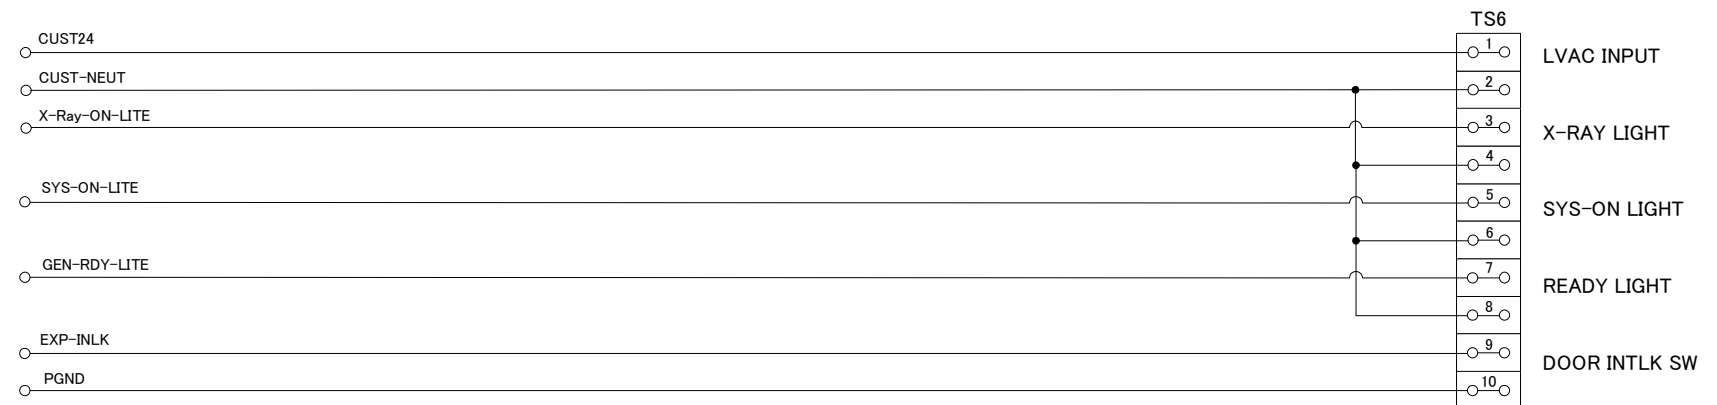 TS6
CUST24
1
LVAC INPUT
CUST-NEUT
2
X-Ray-ON-LITE
3
X-RAY LIGHT
4
SYS-ON-LITE
5
SYS-ON LIGHT
6
GEN-RDY-LITE
7
READY LIGHT
8
EXP-INLK
9
DOOR INTLK SW
PGND
10